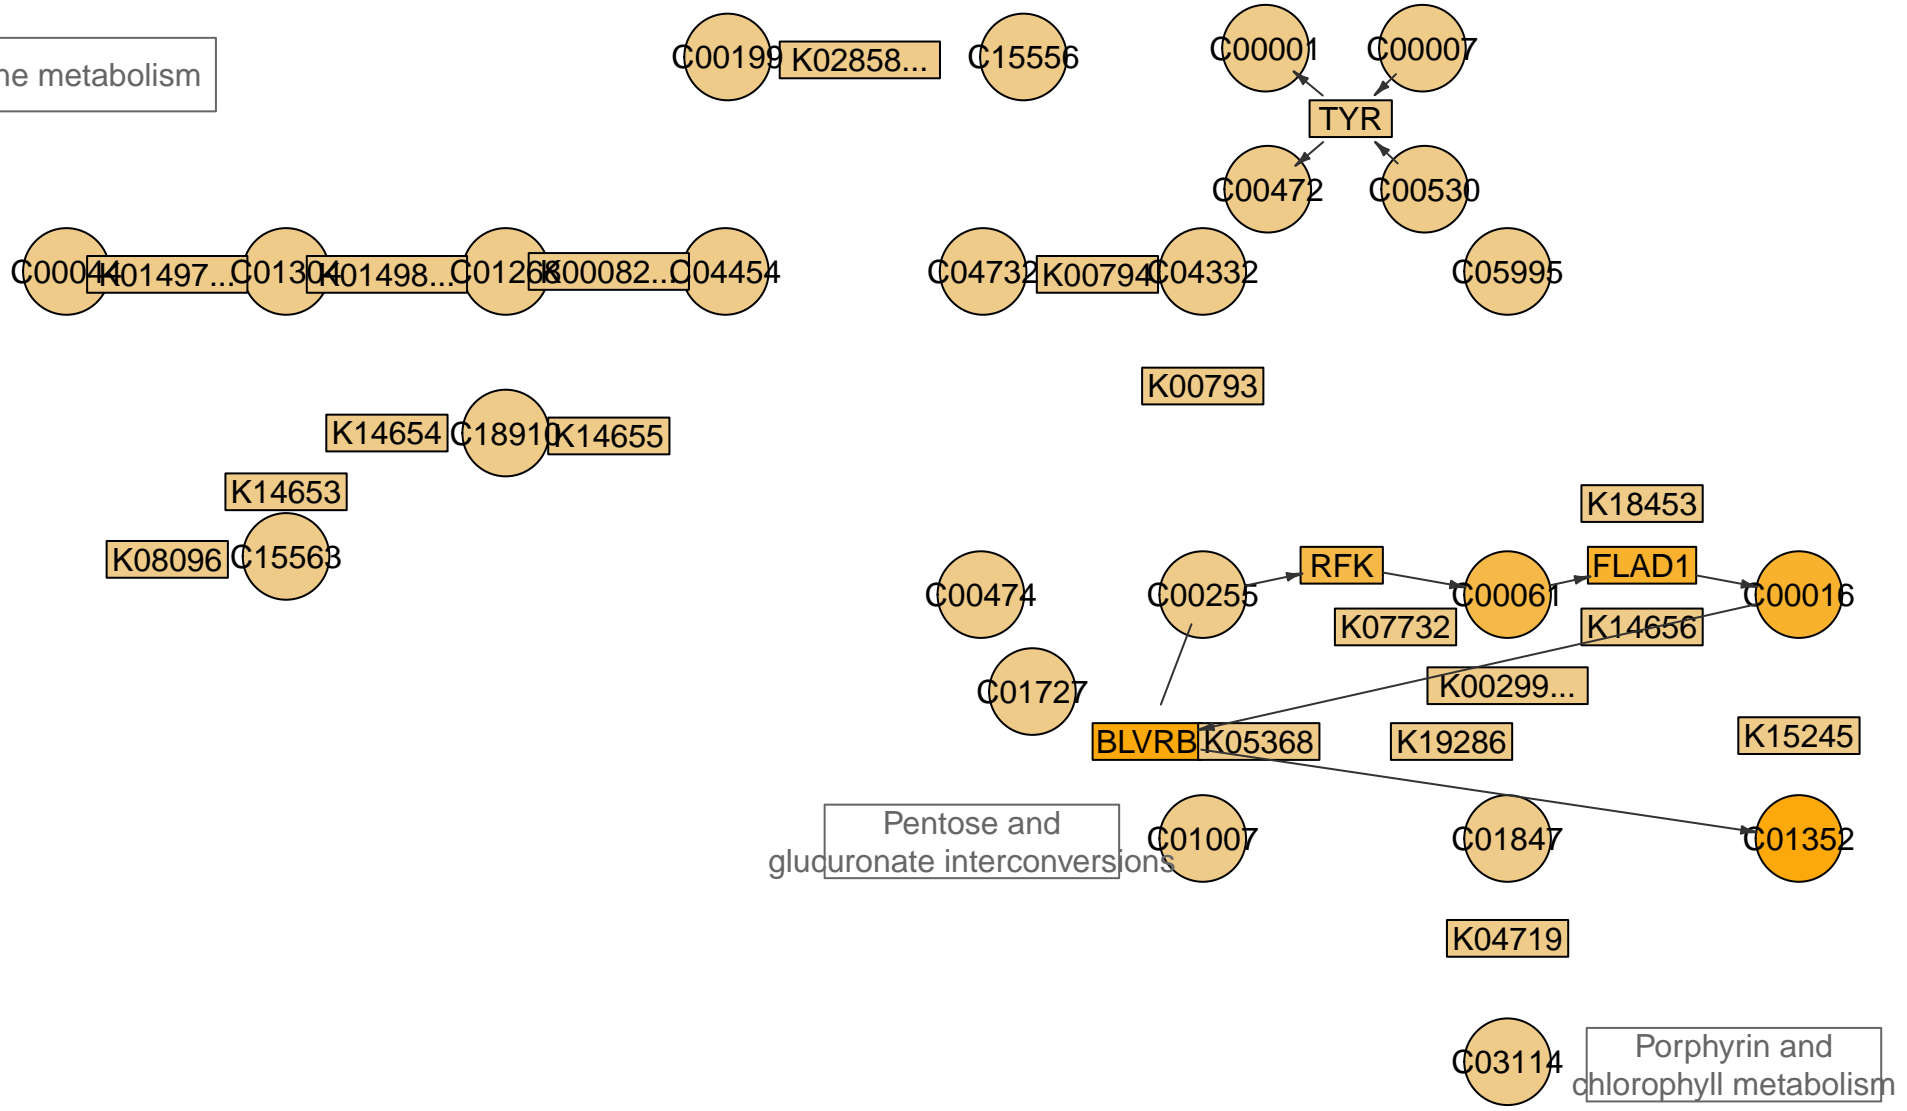 C00199
K02858...
C15556
C00001
C00007
ne metabolism
TYR
C00472
C00530
C00044
K01497...
C01304
K01498...
C01268
K00082...
C04454
C04732
K00794
C04332
C05995
K00793
K14654
C18910
K14655
K14653
K08096
C15563
K18453
RFK
FLAD1
C00474
C00255
C00061
C00016
K07732
K14656
C01727
K00299...
BLVRB
K05368
K19286
K15245
Pentose and
glucuronate interconversions
C01007
C01847
C01352
K04719
C03114
Porphyrin and
chlorophyll metabolism